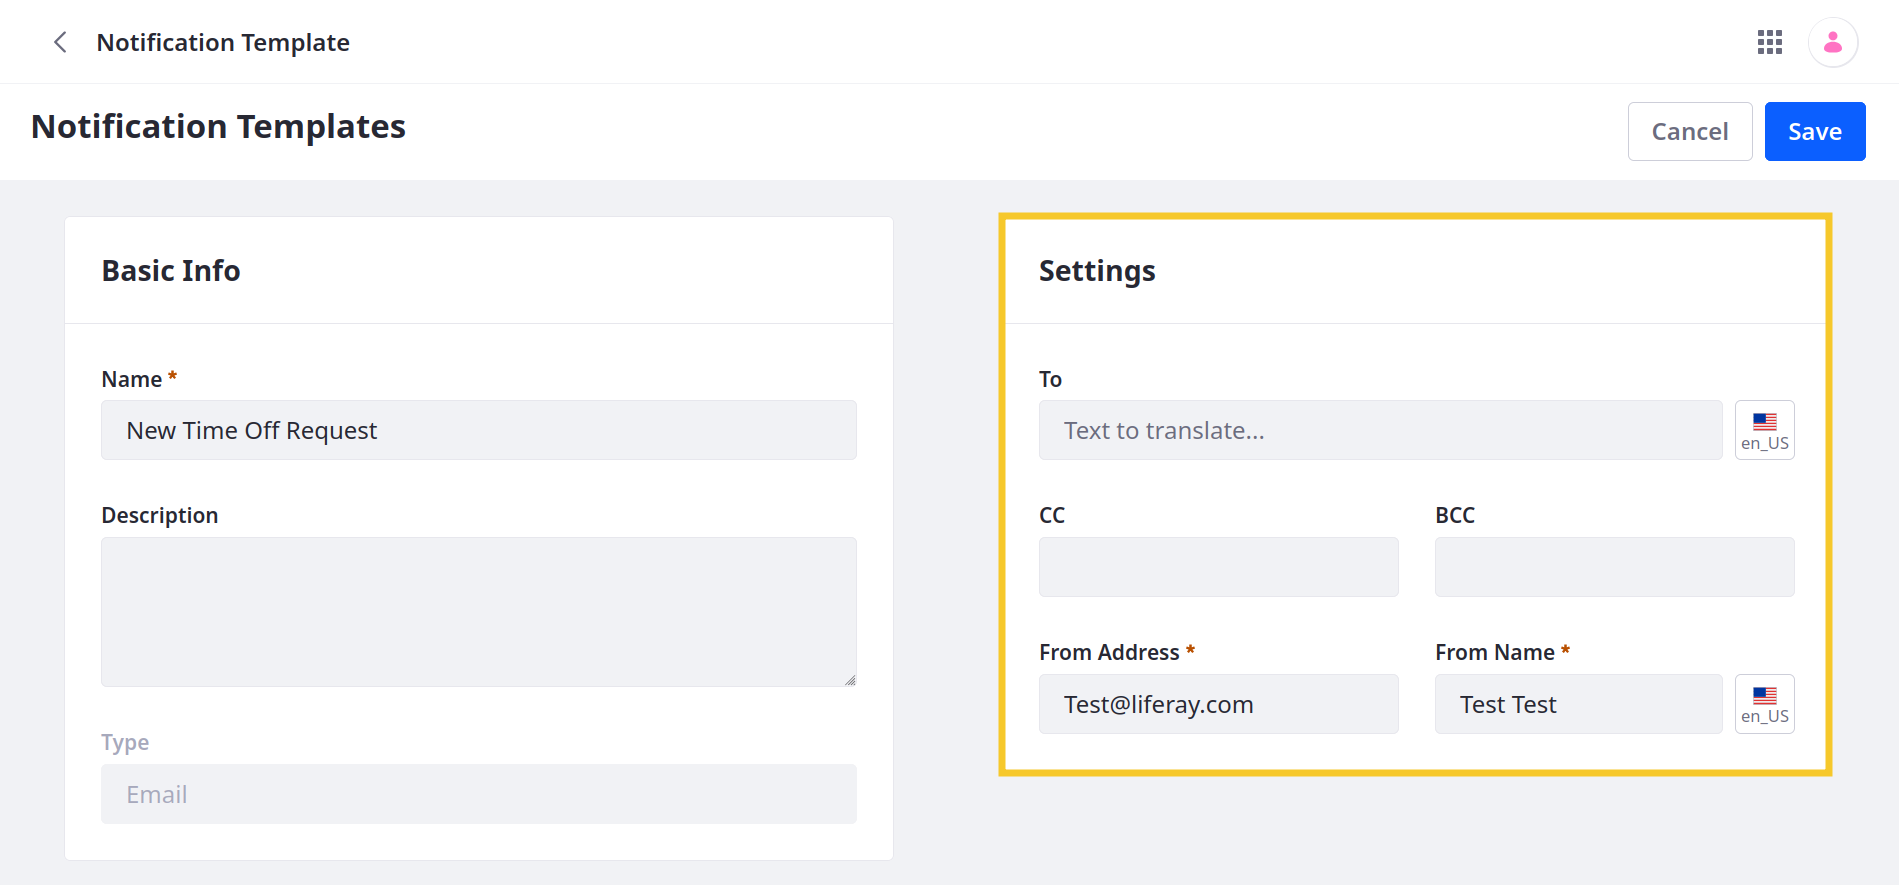 Notification Template
Notification Templates
Cancel
Save
Basic Info
Name *
New Time Off Request
Description
Type
Email
Settings
To
Text to translate...
en_US
CC
BCC
From Address *
From Name *
Test@liferay.com
Test Test
en_US